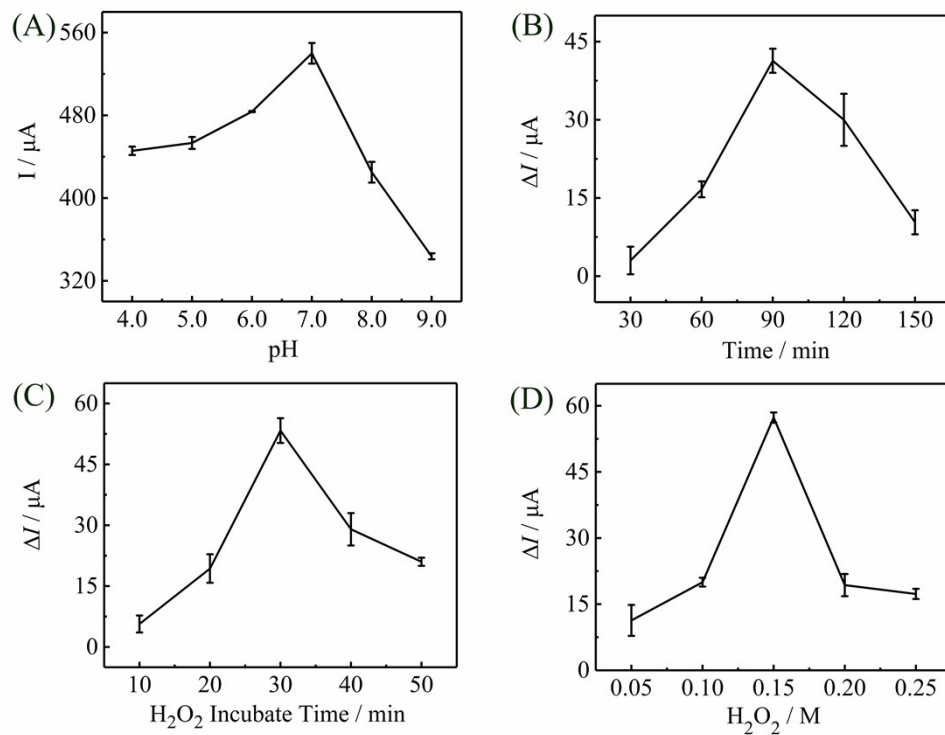 (A)
I / µA
560
480
400
320
4.0 5.0 6.0 7.0 8.0 9.0
pH
(B)
ΔI / µA
45
30
15
0
30 60 90 120 150
Time / min
(C)
ΔI / µA
60
45
30
15
0
10 20 30 40 50
H₂O₂ Incubate Time / min
(D)
ΔI / µA
60
45
30
15
0
0.05 0.10 0.15 0.20 0.25
H₂O₂ / M